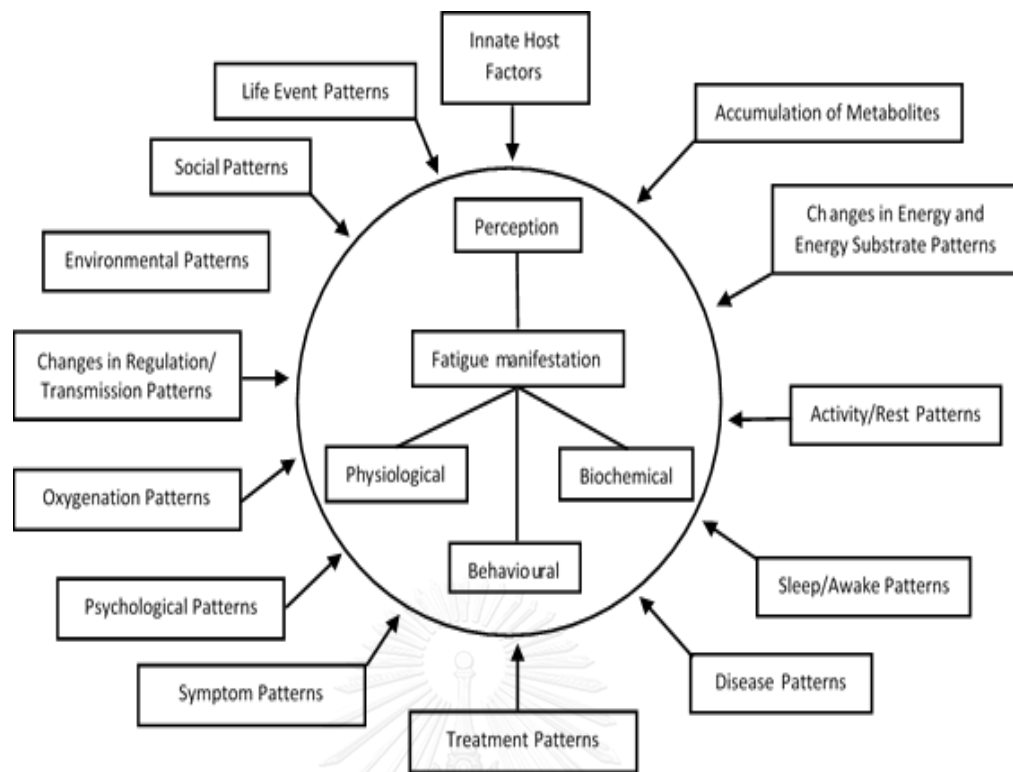 Innate Host
Factors
Life Event Patterns
Accumulation of Metabolites
Social Patterns
Changes in Energy and
Energy Substrate Patterns
Perception
Environmental Patterns
Changes in Regulation/
Transmission Patterns
Fatigue manifestation
Activity/Rest Patterns
Physiological
Biochemical
Oxygenation Patterns
Behavioural
Sleep/Awake Patterns
Psychological Patterns
Symptom Patterns
Disease Patterns
Treatment Patterns